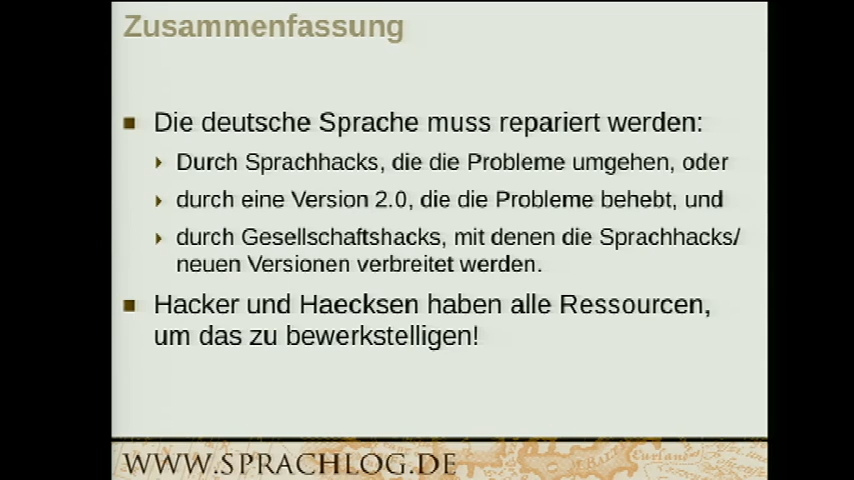 Zusammenfassung
Die deutsche Sprache muss repariert werden:
Durch Sprachhacks, die die Probleme umgehen, oder
durch eine Version 2.0, die die Probleme behebt, und
durch Gesellschaftshacks, mit denen die Sprachhacks/
neuen Versionen verbreitet werden.
Hacker und Haecksen haben alle Ressourcen,
um das zu bewerkstelligen!
WWW.SPRACHLOG.DE